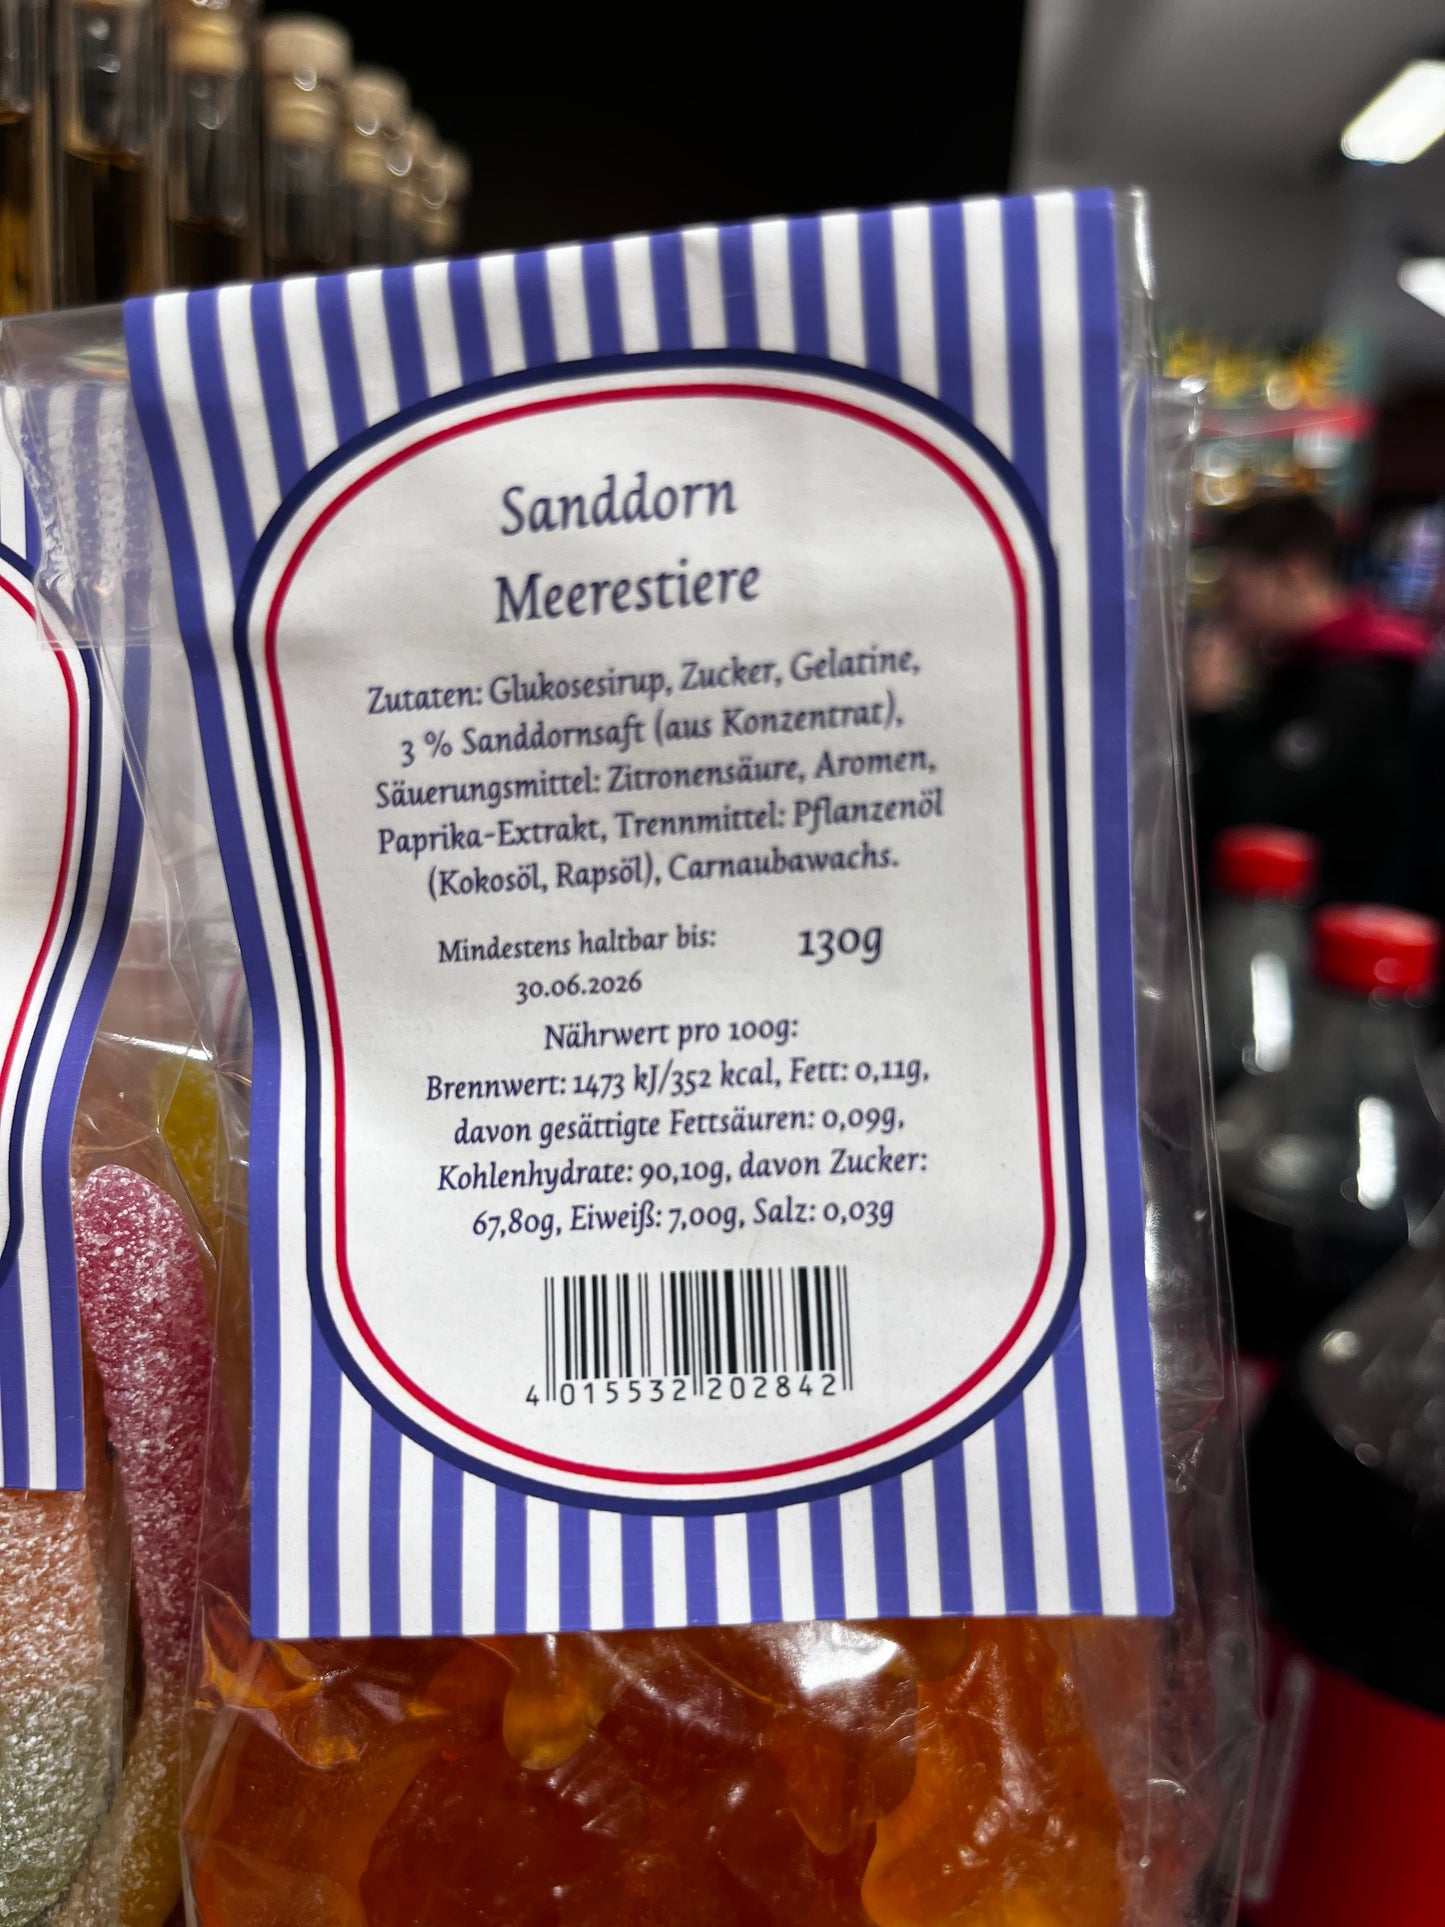 Sanddorn
Meerestiere
Zutaten: Glukosesirup, Zucker, Gelatine,
3 % Sanddornsaft (aus Konzentrat),
Säuerungsmittel: Zitronensäure, Aromen,
Paprika-Extrakt, Trennmittel: Pflanzenöl
(Kokosöl, Rapsöl), Carnaubawachs.
Mindestens haltbar bis: 130g
30.06.2026
Nährwert pro 100g:
Brennwert: 1473 kJ/352 kcal, Fett: 0,11g,
davon gesättigte Fettsäuren: 0,09g,
Kohlenhydrate: 90,10g, davon Zucker:
67,80g, Eiweiß: 7,00g, Salz: 0,03g
4 015532 202842